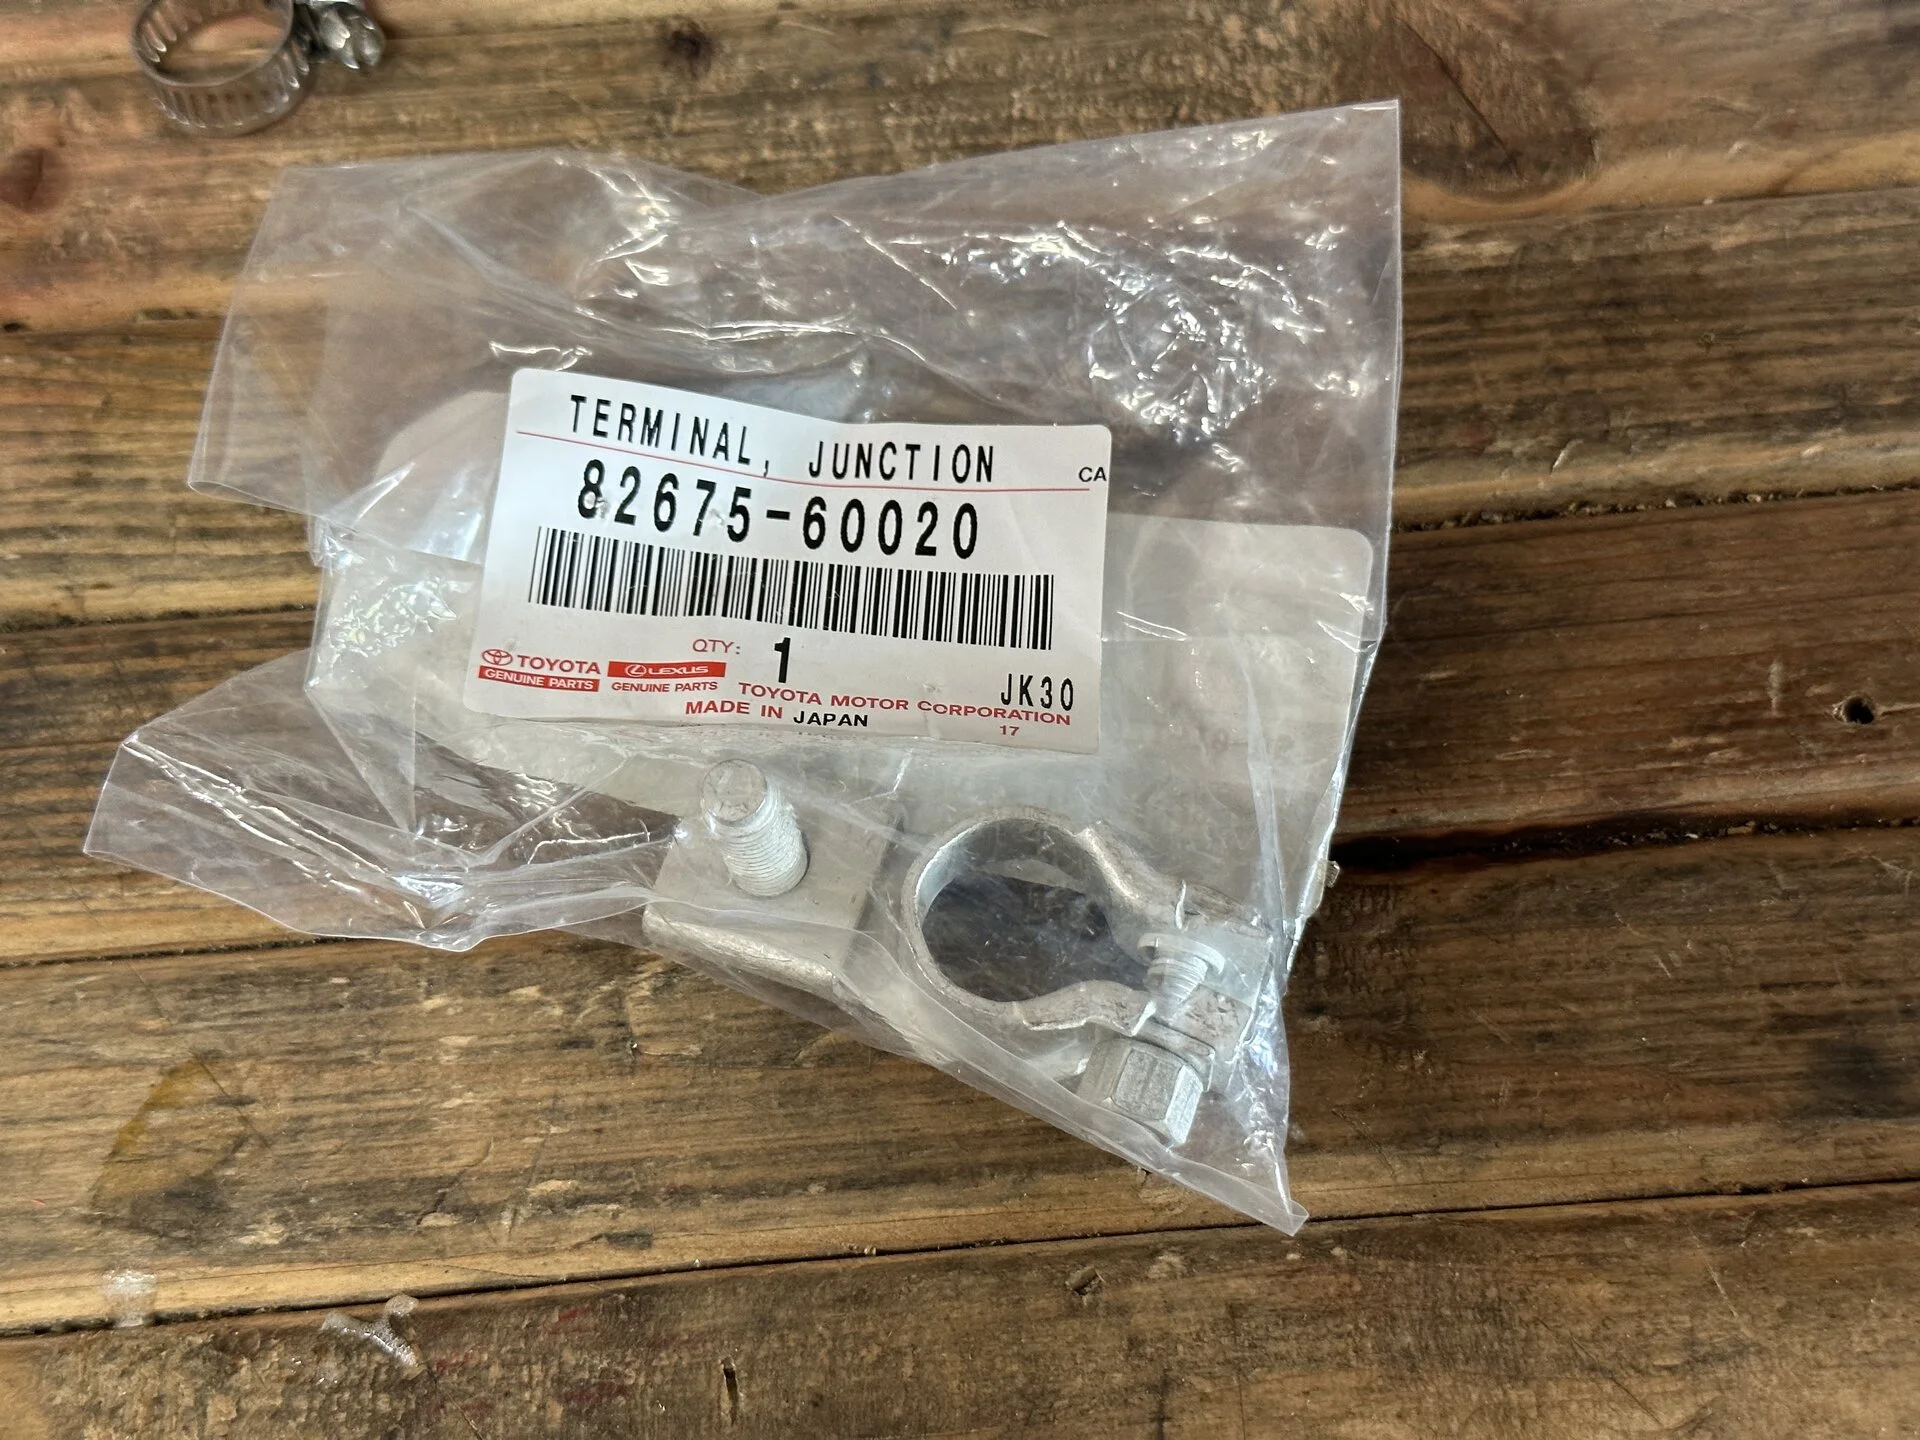 TERMINAL, JUNCTION
CA
82675-60020
QTY: 1
TOYOTA
GENUINE PARTS
LEXUS
GENUINE PARTS
JK30
TOYOTA MOTOR CORPORATION
MADE IN JAPAN
17